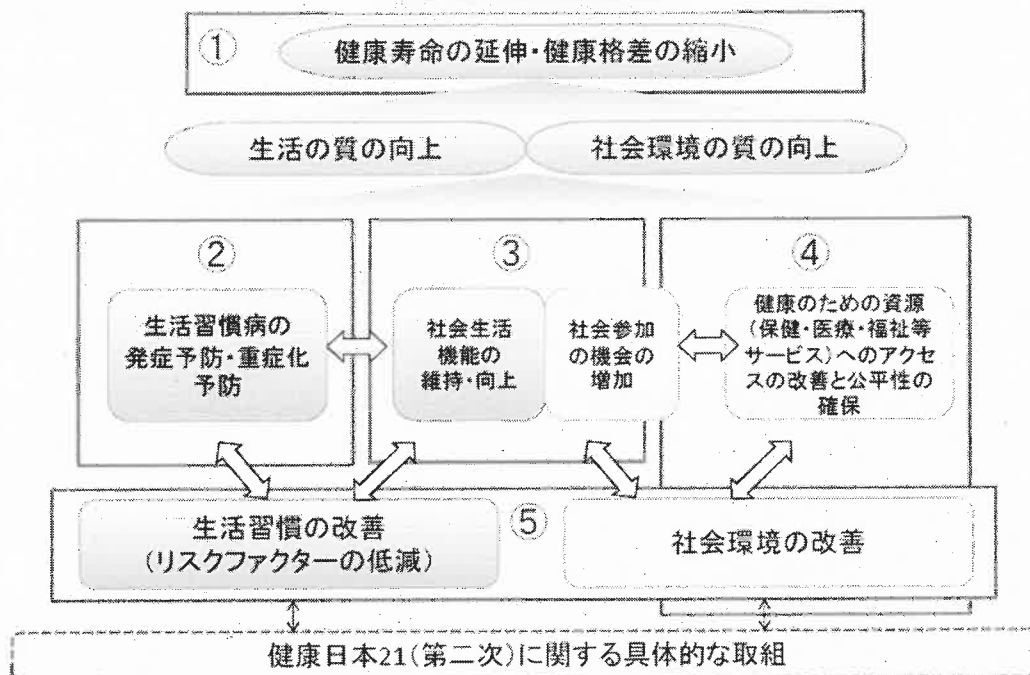 ①
健康寿命の延伸・健康格差の縮小
生活の質の向上
社会環境の質の向上
②
生活習慣病の
発症予防・重症化
予防
③
社会生活
機能の
維持・向上
社会参加
の機会の
増加
④
健康のための資源
(保健・医療・福祉等
サービス)へのアクセ
スの改善と公平性の
確保
生活習慣の改善
(リスクファクターの低減)
⑤
社会環境の改善
健康日本21(第二次)に関する具体的な取組